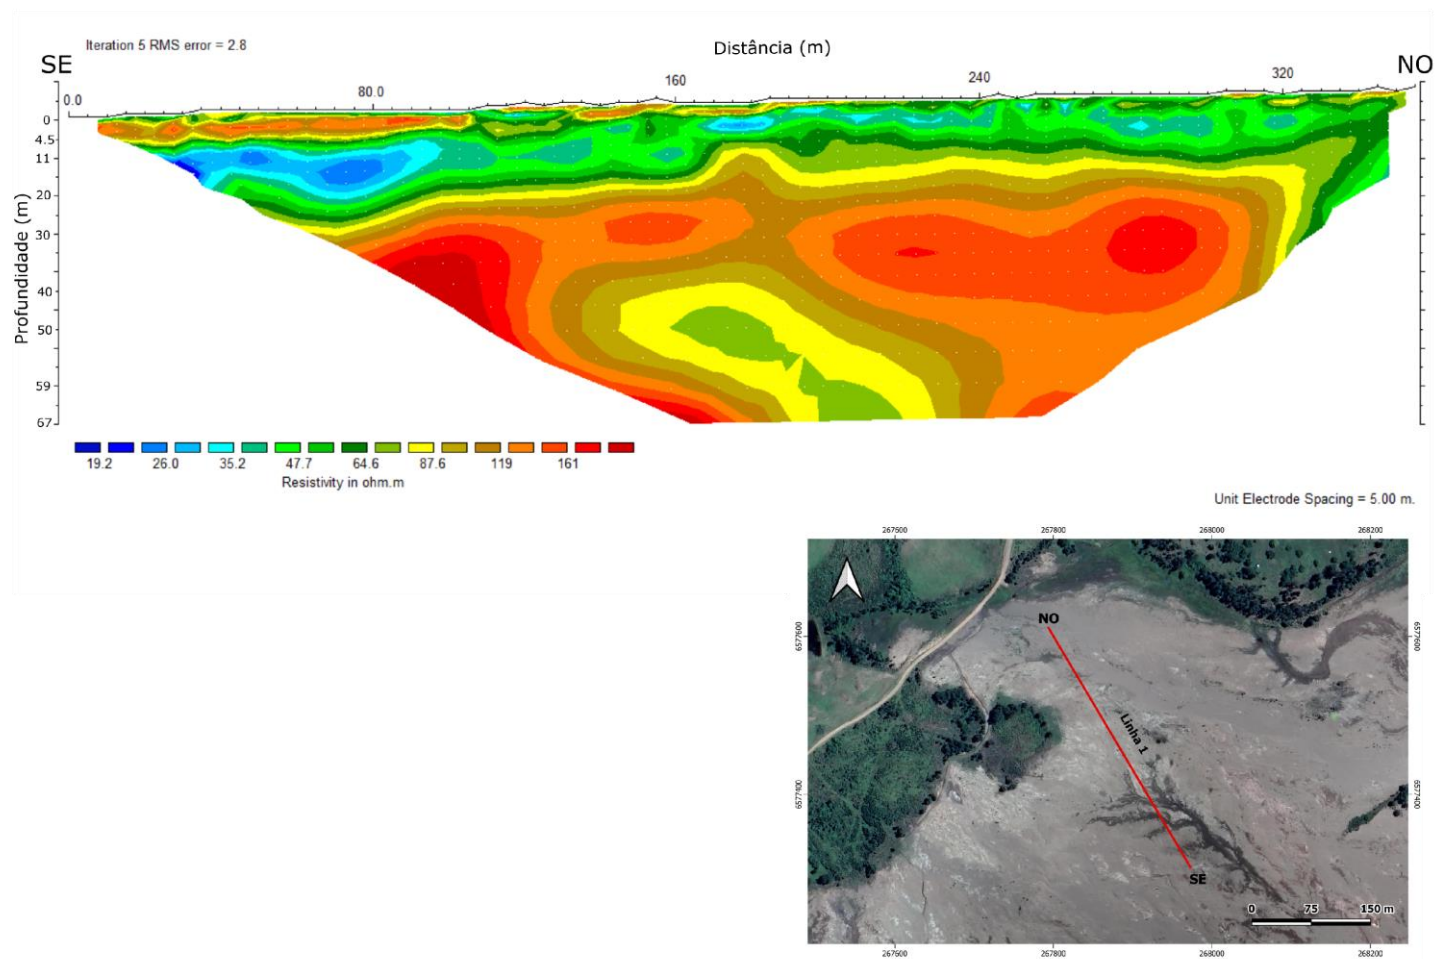 Iteration 5 RMS error = 2.8
Distância (m)
SE
NO
0.0
80.0
160
240
320
Profundidade (m)
0
4.5
11
20
30
40
50
59
67
19.2 26.0 35.2 47.7 64.6 87.6 119 161
Resistivity in ohm.m
Unit Electrode Spacing = 5.00 m.
267600 267800 268000 268200
6577600
6577600
NO
Linha 1
6577400
6577400
SE
0 75 150 m
267600 267800 268000 268200